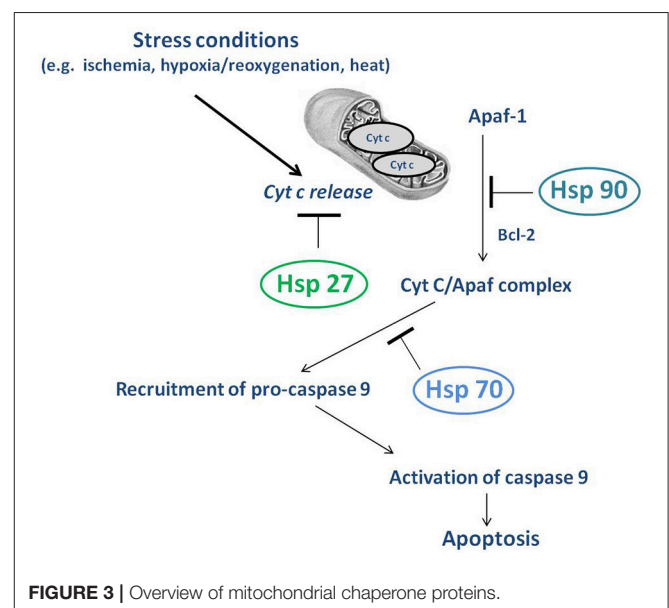 Stress conditions
(e.g. ischemia, hypoxia/reoxygenation, heat)
Apaf-1
Cyt c
Cyt c
Cyt c release
Hsp 90
Bcl-2
Hsp 27
Cyt C/Apaf complex
Recruitment of pro-caspase 9
Hsp 70
Activation of caspase 9
Apoptosis
FIGURE 3 | Overview of mitochondrial chaperone proteins.